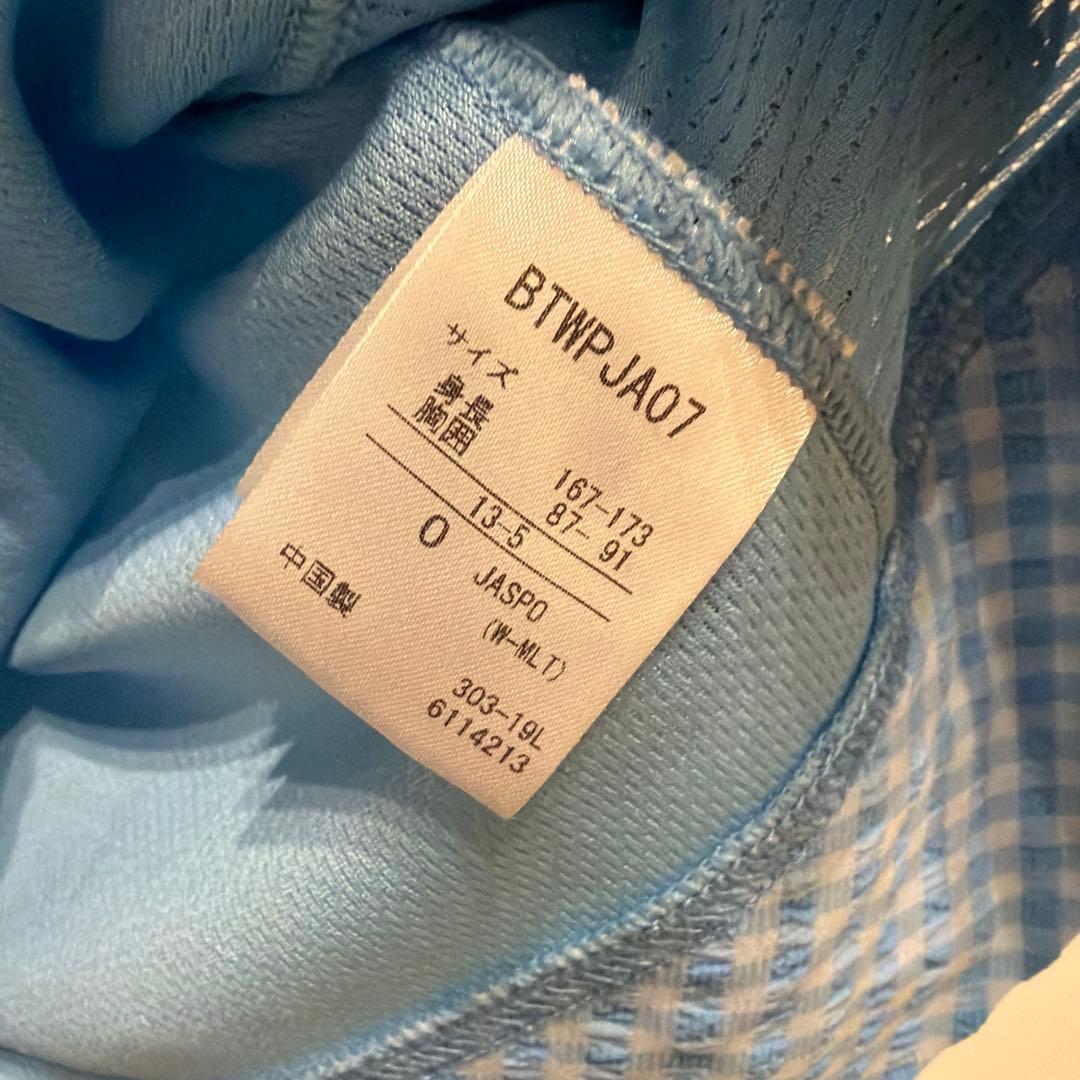 BTWPJA07
サイズ
身長 167-173
胸囲 87- 91
13-5
O JASPO
(W-MLT)
中国製
303-19L
6114213